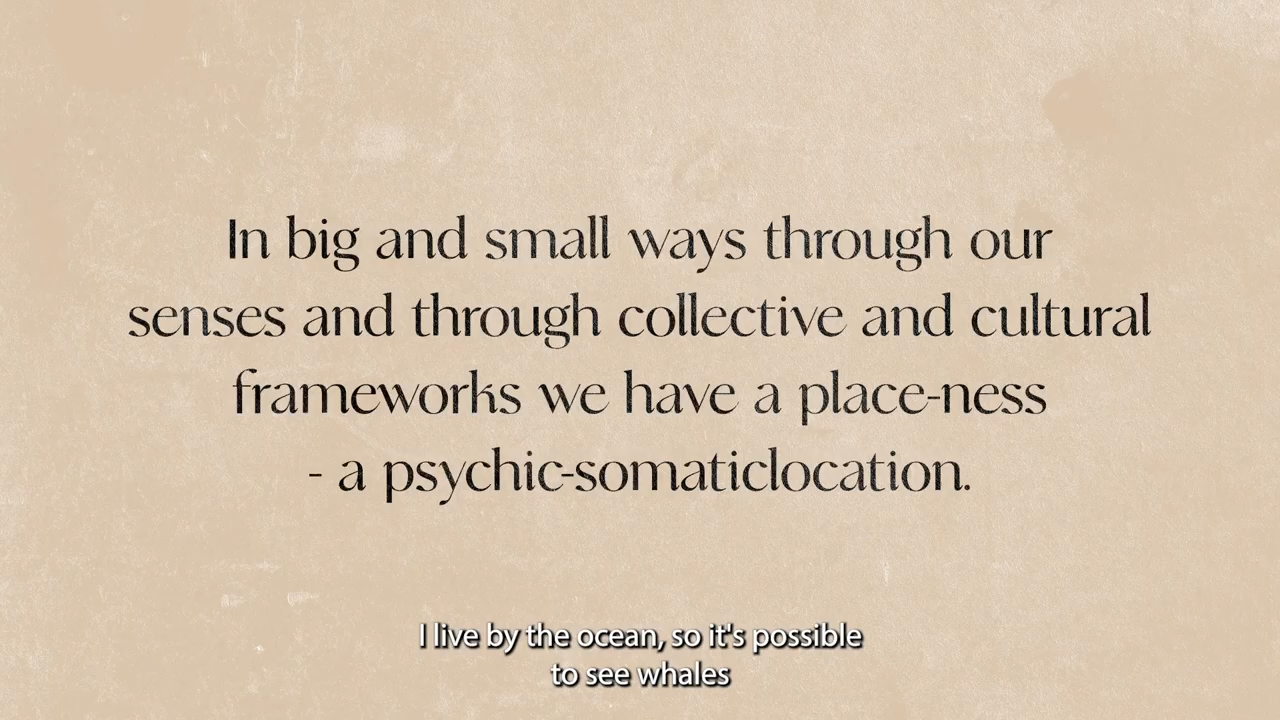 In big and small ways through our
senses and through collective and cultural
frameworks we have a place-ness
- a psychic-somaticlocation.
I live by the ocean, so it's possible
to see whales